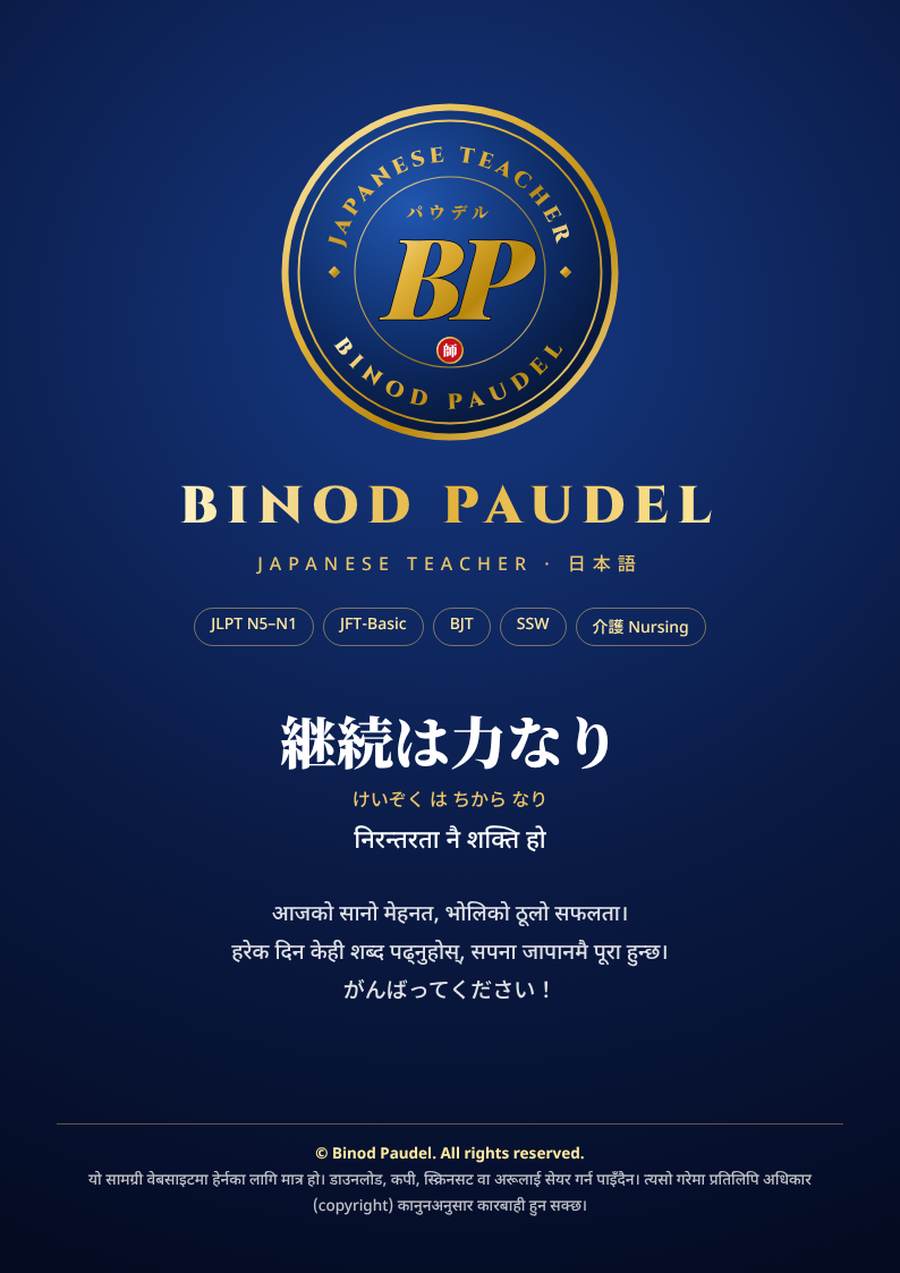 JAPANESE TEACHER
パウデル
BP
師
BINOD PAUDEL
BINOD PAUDEL
JAPANESE TEACHER · 日本語
JLPT N5–N1 JFT-Basic BJT SSW 介護 Nursing
継続は力なり
けいぞく は ちから なり
निरन्तरता नै शक्ति हो
आजको सानो मेहनत, भोलिको ठूलो सफलता।
हरेक दिन केही शब्द पढ्नुहोस्, सपना जापानमै पूरा हुन्छ।
がんばってください！
© Binod Paudel. All rights reserved.
यो सामग्री वेबसाइटमा हेर्नका लागि मात्र हो। डाउनलोड, कपी, स्क्रिनसट वा अरूलाई सेयर गर्न पाइँदैन। त्यसो गरेमा प्रतिलिपि अधिकार
(copyright) कानुनअनुसार कारबाही हुन सक्छ।